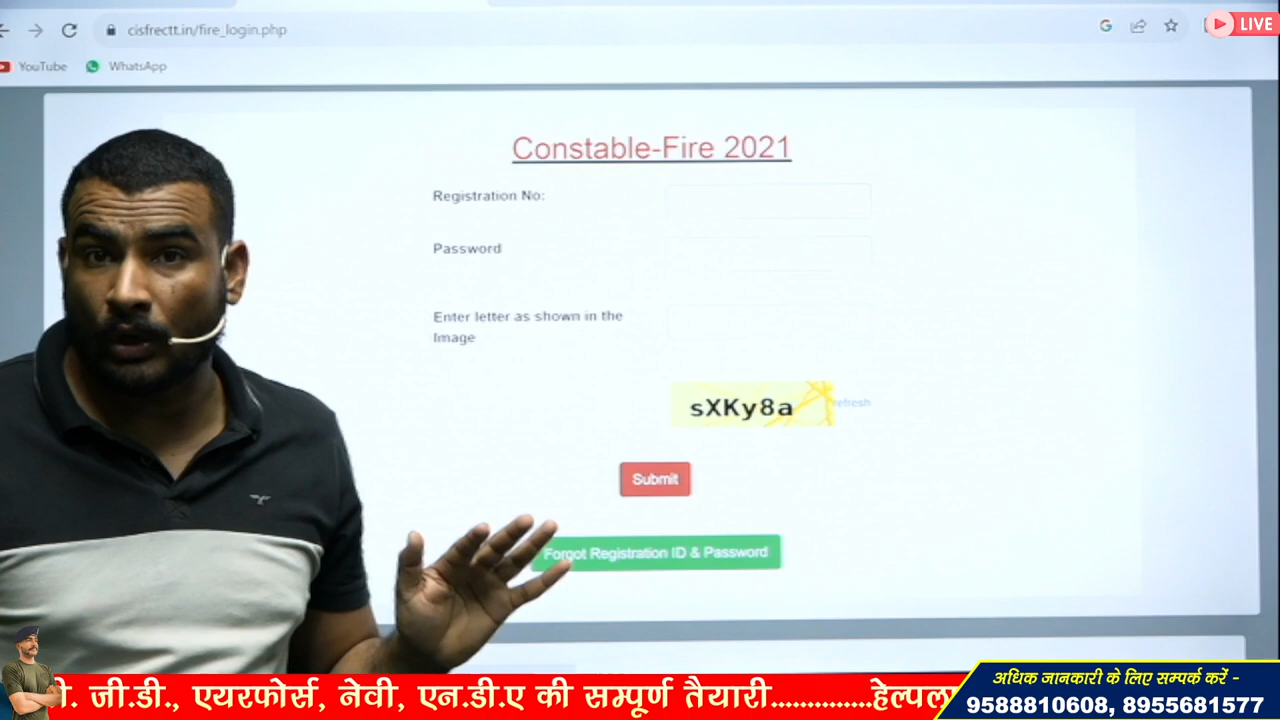 cisfrectt.in/fire_login.php
LIVE
YouTube
WhatsApp
Constable-Fire 2021
Registration No:
Password
Enter letter as shown in the
Image
sXKy8a
refresh
Submit
Forgot Registration ID & Password
जी.डी., एयरफोर्स, नेवी, एन.डी.ए की सम्पूर्ण तैयारी..............
अधिक जानकारी के लिए सम्पर्क करें -
9588810608, 8955681577